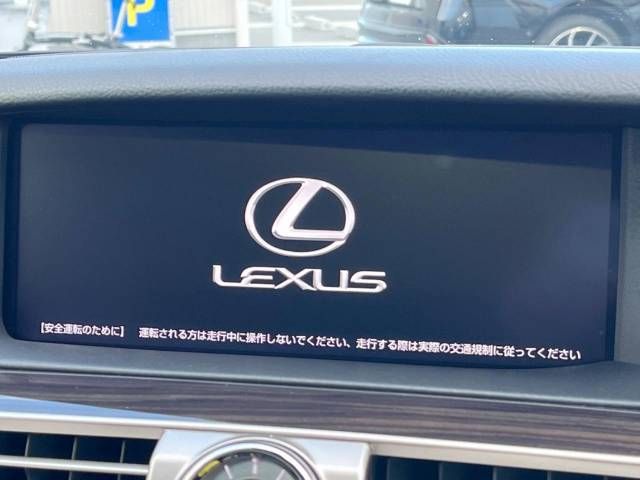 P
LEXUS
【安全運転のために】 運転される方は走行中に操作しないでください、走行する際は実際の交通規制に従ってください